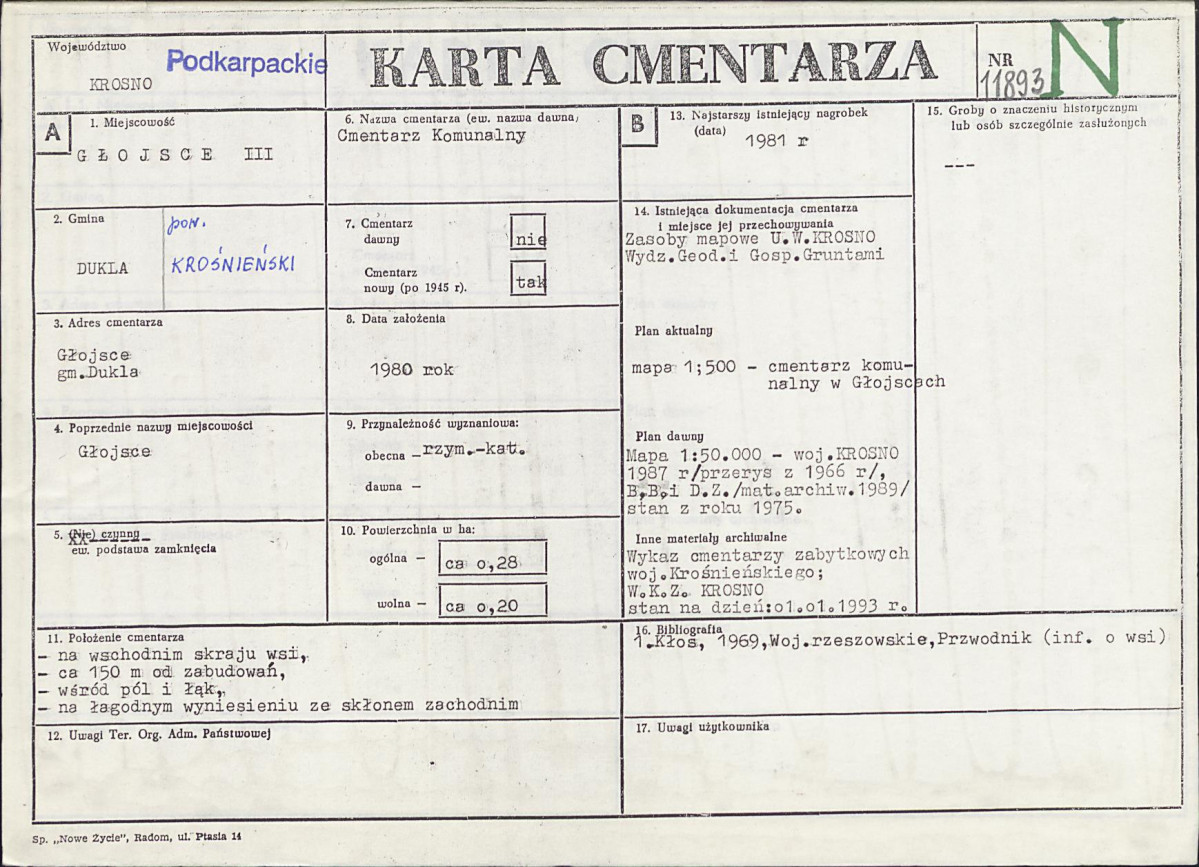 Województwo
Podkarpackie
KROSNO
KARTA CMENTARZA
NR
11893
N
A
1. Miejscowość
G Ł O J S C E III
2. Gmina
DUKLA
pow.
KROŚNIEŃSKI
3. Adres cmentarza
Głojsce
gm.Dukla
4. Poprzednie nazwy miejscowości
Głojsce
5. (Nie) czynny
ew. podstawa zamknięcia
6. Nazwa cmentarza (ew. nazwa dawna)
Cmentarz Komunalny
7. Cmentarz
dawny
nie
Cmentarz
nowy (po 1945 r).
tak
8. Data założenia
1980 rok
9. Przynależność wyznaniowa:
obecna – rzym.-kat.
dawna –
10. Powierzchnia w ha:
ogólna –
ca o,28
wolna –
ca o,20
B
13. Najstarszy istniejący nagrobek
(data)
1981 r
14. Istniejąca dokumentacja cmentarza
i miejsce jej przechowywania
Zasoby mapowe U.W.KROSNO
Wydz.Geod.i Gosp.Gruntami
Plan aktualny
mapa 1;500 - cmentarz komu-
nalny w Głojscach
Plan dawny
Mapa 1:50.000 - woj.KROSNO
1987 r/przerys z 1966 r/,
B,B,i D.Z./mat.archiw.1989/
stan z roku 1975.
Inne materiały archiwalne
Wykaz cmentarzy zabytkowych
woj.Krośnieńskiego;
W.K.Z. KROSNO
stan na dzień:o1.o1.1993 r.
15. Groby o znaczeniu historycznym
lub osób szczególnie zasłużonych
---
11. Położenie cmentarza
- na wschodnim skraju wsi,
- ca 150 m od zabudowań,
- wśród pól i łąk,
- na łagodnym wyniesieniu ze skłonem zachodnim
12. Uwagi Ter. Org. Adm. Państwowej
16. Bibliografia
1.Kłos, 1969,Woj.rzeszowskie,Przwodnik (inf. o wsi)
17. Uwagi użytkownika
Sp. „Nowe Życie", Radom, ul. Ptasia 14